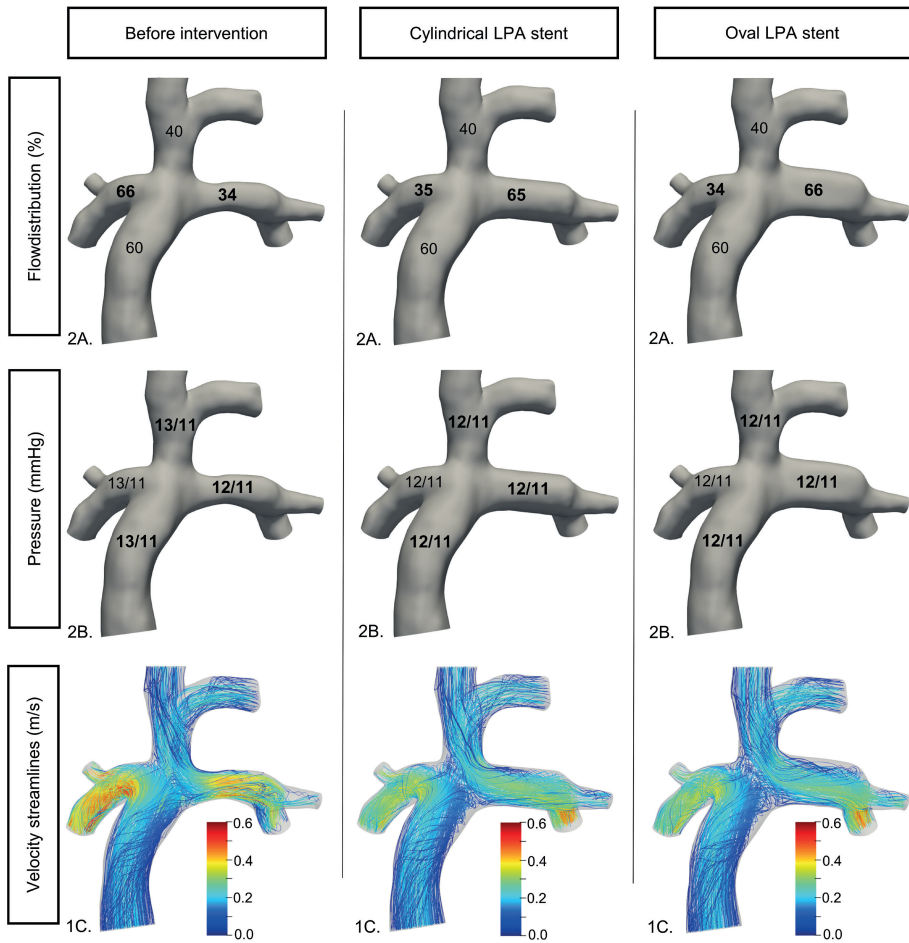 Before intervention
Cylindrical LPA stent
Oval LPA stent
Flowdistribution (%)
40
66
34
60
2A.
40
35
65
60
2A.
40
34
66
60
2A.
Pressure (mmHg)
13/11
13/11
12/11
13/11
2B.
12/11
12/11
12/11
12/11
2B.
12/11
12/11
12/11
12/11
2B.
Velocity streamlines (m/s)
0.6
0.4
0.2
0.0
1C.
0.6
0.4
0.2
0.0
1C.
0.6
0.4
0.2
0.0
1C.